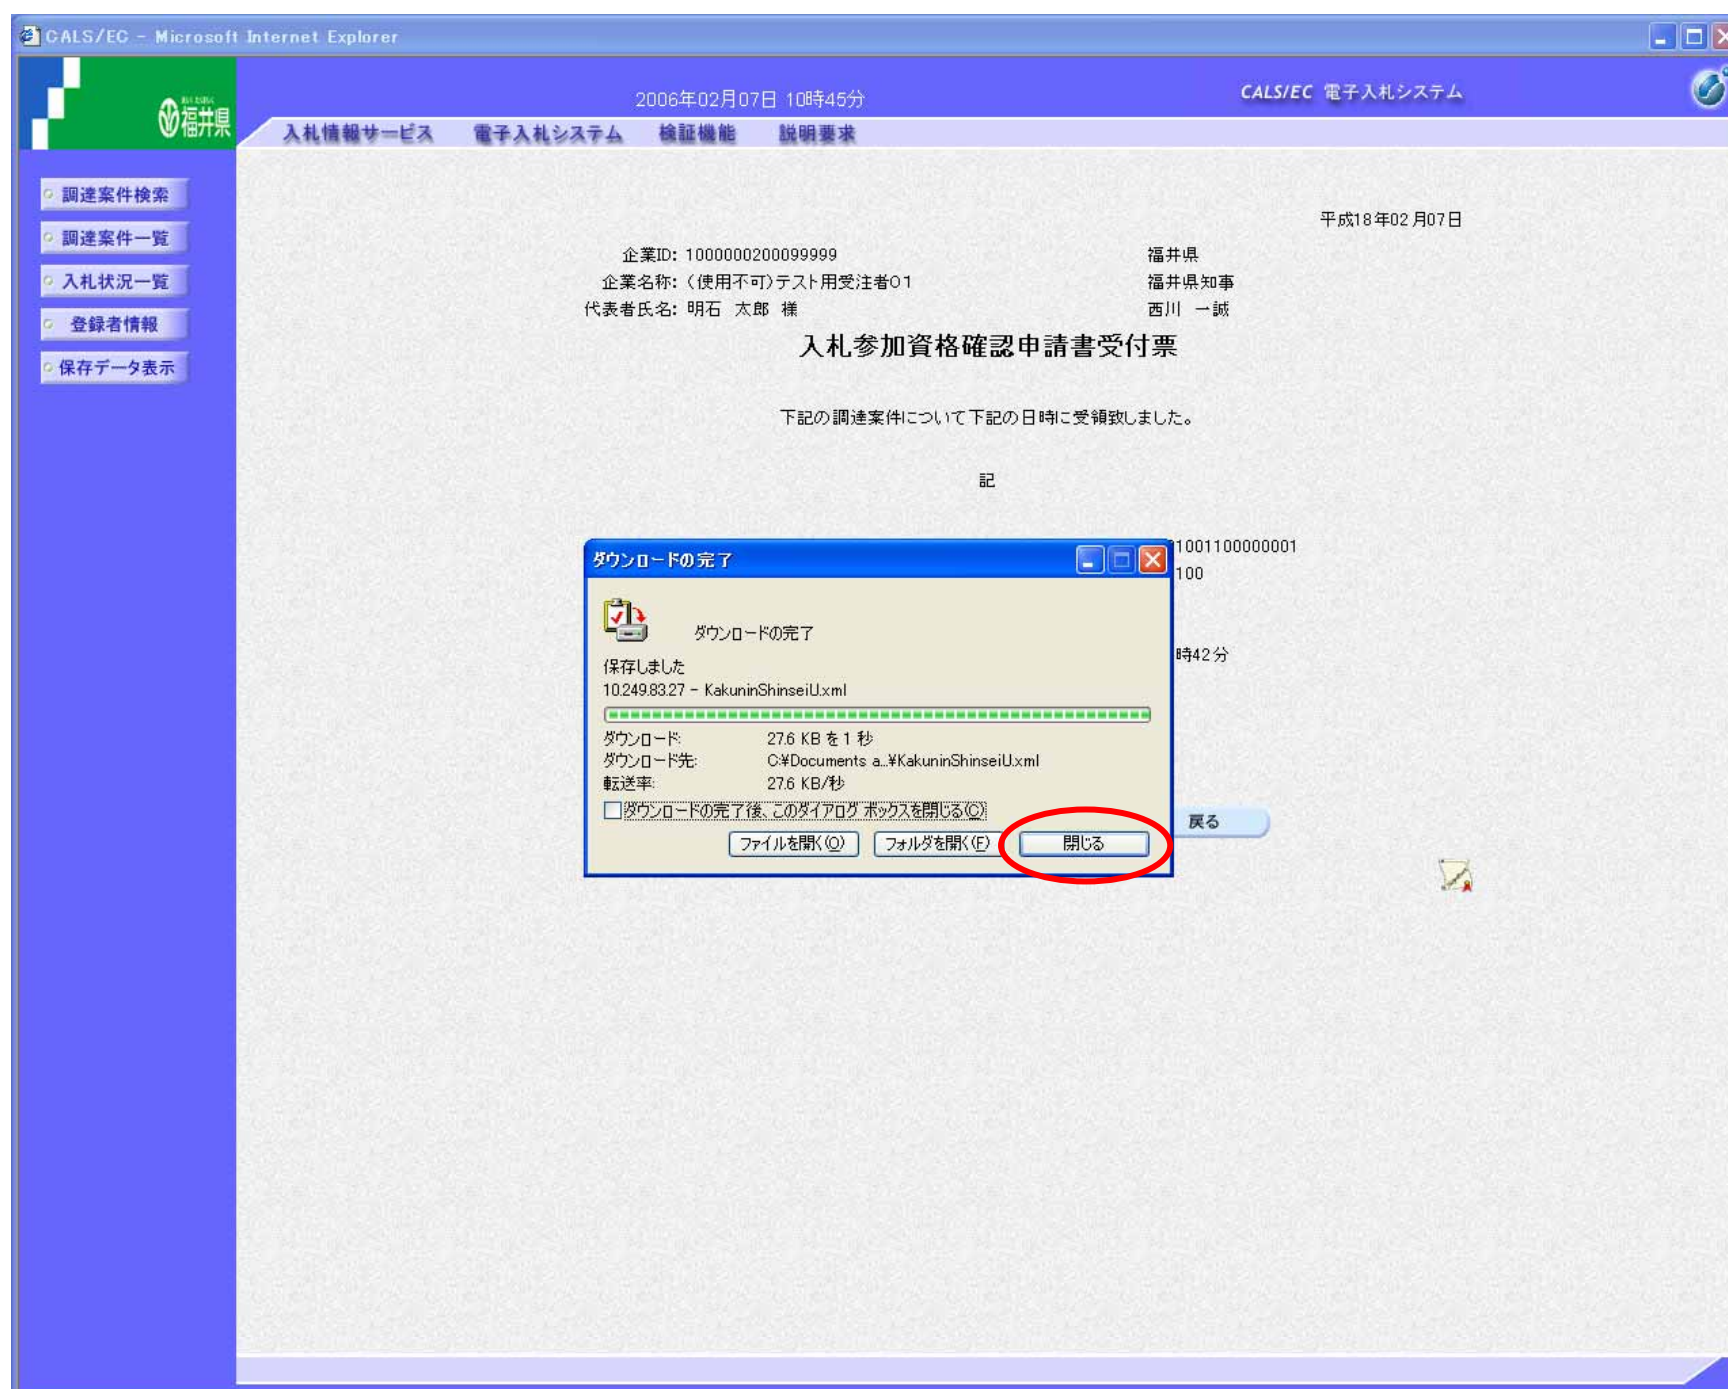 CALS/EC - Microsoft Internet Explorer
福井県
2006年02月07日 10時45分
CALS/EC 電子入札システム
入札情報サービス 電子入札システム 検証機能 説明要求
調達案件検索
調達案件一覧
入札状況一覧
登録者情報
保存データ表示
平成18年02月07日
企業ID: 1000000200099999
福井県
企業名称: (使用不可)テスト用受注者01
福井県知事
代表者氏名: 明石 太郎 様
西川 一誠
入札参加資格確認申請書受付票
下記の調達案件について下記の日時に受領致しました。
記
1001100000001
100
時42分
ダウンロードの完了
ダウンロードの完了
保存しました
10.249.83.27 - KakuninShinseiU.xml
ダウンロード: 27.6 KB を 1 秒
ダウンロード先: C:¥Documents a...¥KakuninShinseiU.xml
転送率: 27.6 KB/秒
ダウンロードの完了後、このダイアログ ボックスを閉じる(C)
ファイルを開く(O) フォルダを開く(F) 閉じる
戻る